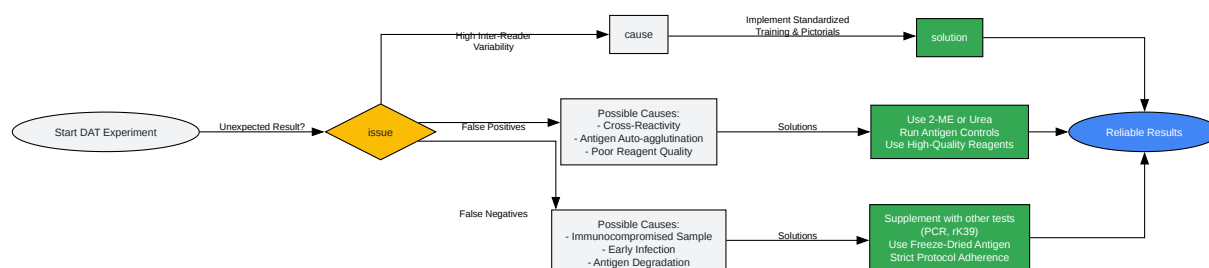 High Inter-Reader
Variability
cause
Implement Standardized
Training & Pictorials
solution
Start DAT Experiment
Unexpected Result?
issue
False Positives
Possible Causes:
- Cross-Reactivity
- Antigen Auto-agglutination
- Poor Reagent Quality
Solutions
Use 2-ME or Urea
Run Antigen Controls
Use High-Quality Reagents
Reliable Results
False Negatives
Possible Causes:
- Immunocompromised Sample
- Early Infection
- Antigen Degradation
Solutions
Supplement with other tests
(PCR, rK39)
Use Freeze-Dried Antigen
Strict Protocol Adherence